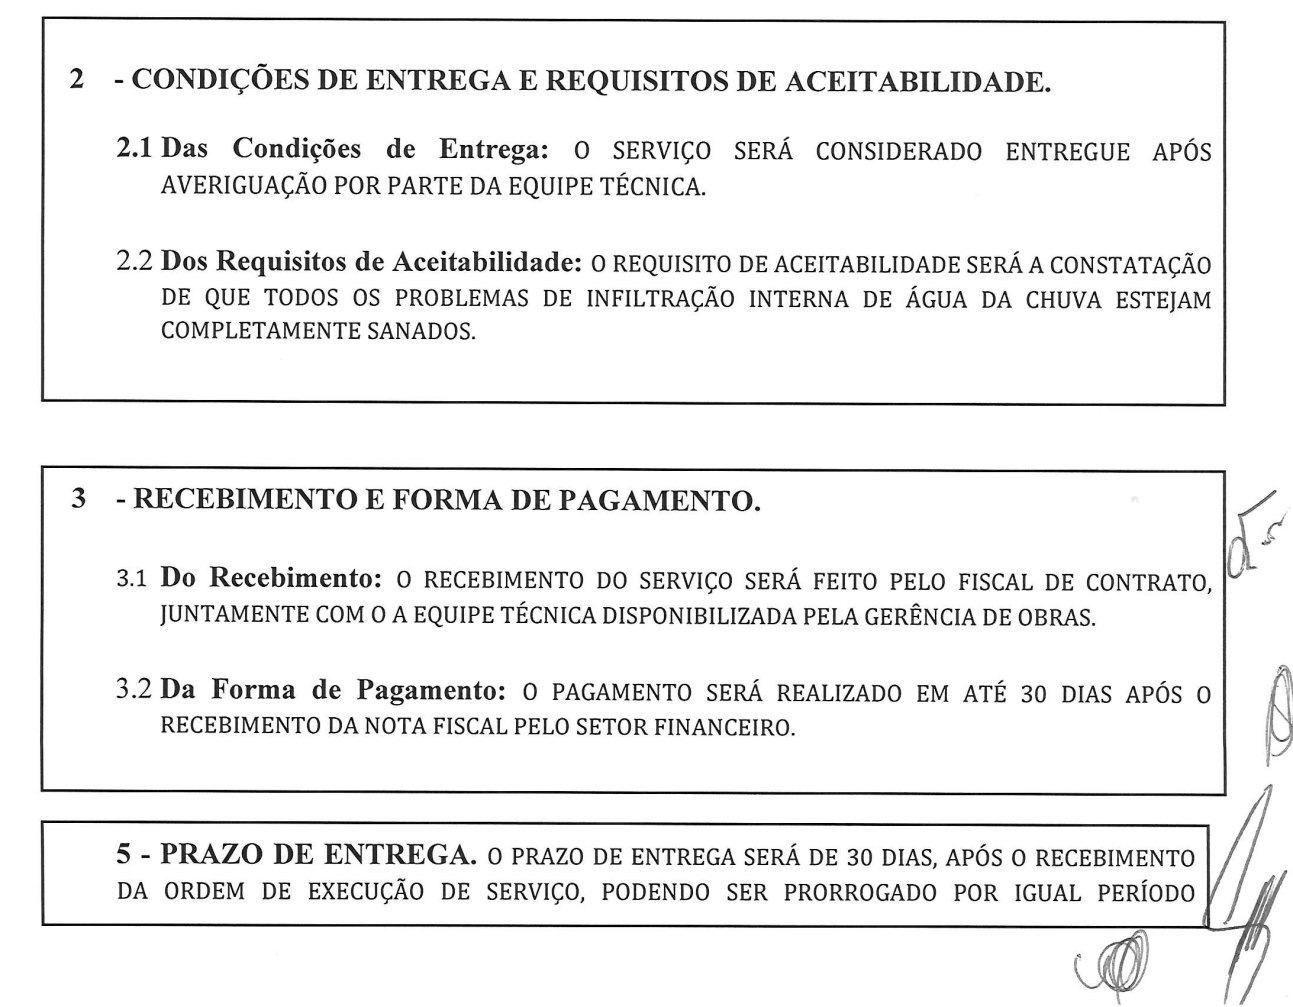 2 - CONDIÇÕES DE ENTREGA E REQUISITOS DE ACEITABILIDADE.
2.1 Das Condições de Entrega: O SERVIÇO SERÁ CONSIDERADO ENTREGUE APÓS
AVERIGUAÇÃO POR PARTE DA EQUIPE TÉCNICA.
2.2 Dos Requisitos de Aceitabilidade: O REQUISITO DE ACEITABILIDADE SERÁ A CONSTATAÇÃO
DE QUE TODOS OS PROBLEMAS DE INFILTRAÇÃO INTERNA DE ÁGUA DA CHUVA ESTEJAM
COMPLETAMENTE SANADOS.
3 - RECEBIMENTO E FORMA DE PAGAMENTO.
3.1 Do Recebimento: O RECEBIMENTO DO SERVIÇO SERÁ FEITO PELO FISCAL DE CONTRATO,
JUNTAMENTE COM O A EQUIPE TÉCNICA DISPONIBILIZADA PELA GERÊNCIA DE OBRAS.
3.2 Da Forma de Pagamento: O PAGAMENTO SERÁ REALIZADO EM ATÉ 30 DIAS APÓS O
RECEBIMENTO DA NOTA FISCAL PELO SETOR FINANCEIRO.
5 - PRAZO DE ENTREGA. O PRAZO DE ENTREGA SERÁ DE 30 DIAS, APÓS O RECEBIMENTO
DA ORDEM DE EXECUÇÃO DE SERVIÇO, PODENDO SER PRORROGADO POR IGUAL PERÍODO